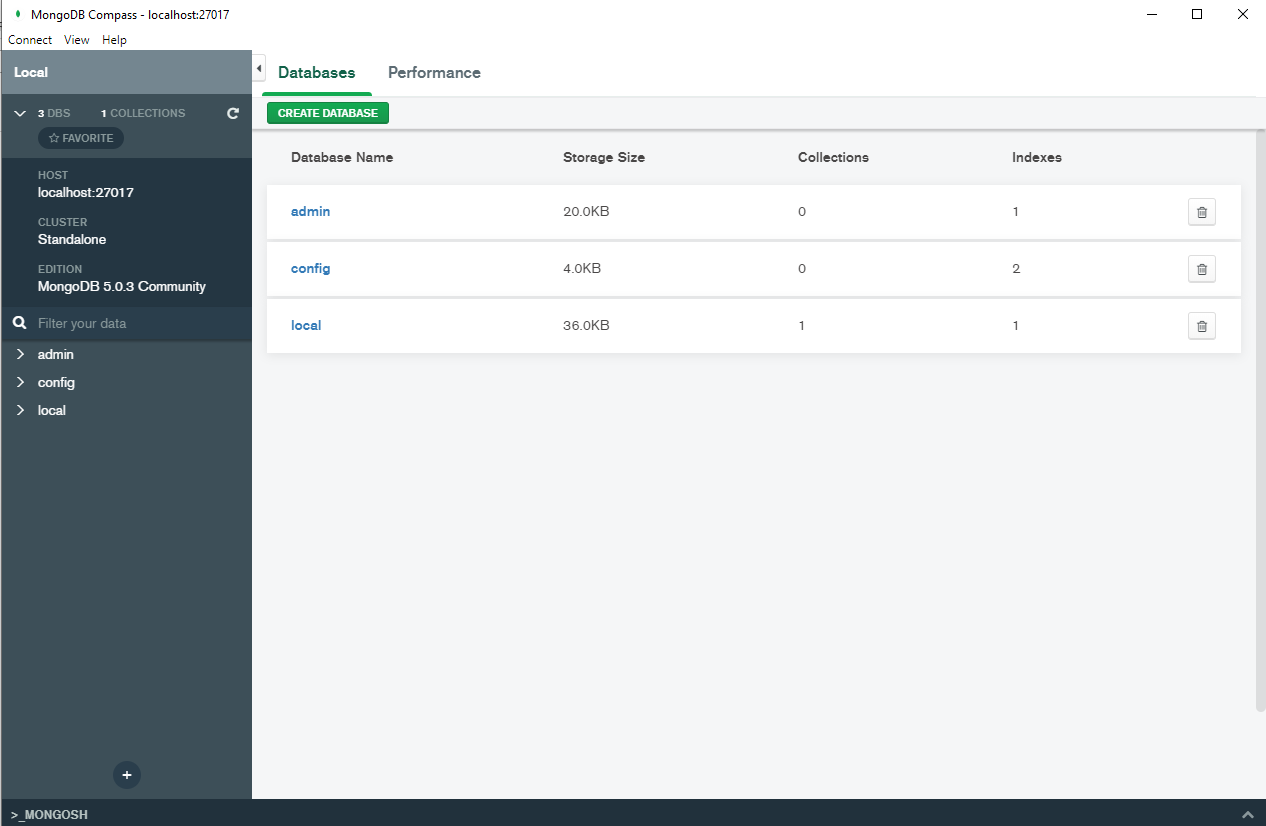 MongoDB Compass - localhost:27017
Connect View Help
Local
3 DBS 1 COLLECTIONS
FAVORITE
HOST
localhost:27017
CLUSTER
Standalone
EDITION
MongoDB 5.0.3 Community
Filter your data
admin
config
local
Databases Performance
CREATE DATABASE
Database Name Storage Size Collections Indexes
admin 20.0KB 0 1
config 4.0KB 0 2
local 36.0KB 1 1
>_MONGOSH